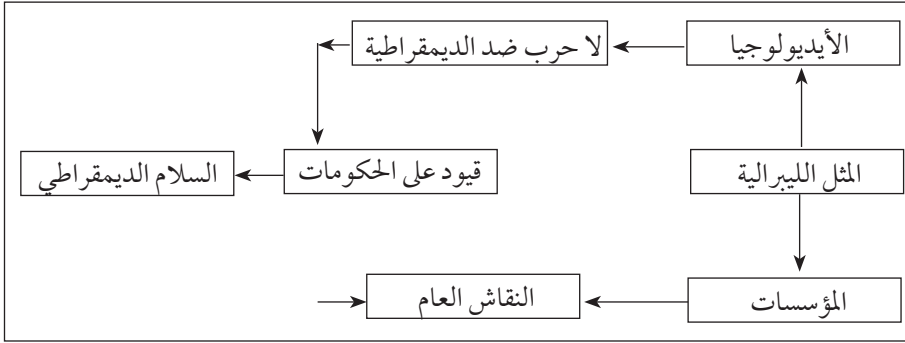 الأيديولوجيا
لا حرب ضد الديمقراطية
المثل الليبرالية
قيود على الحكومات
السلام الديمقراطي
المؤسسات
النقاش العام